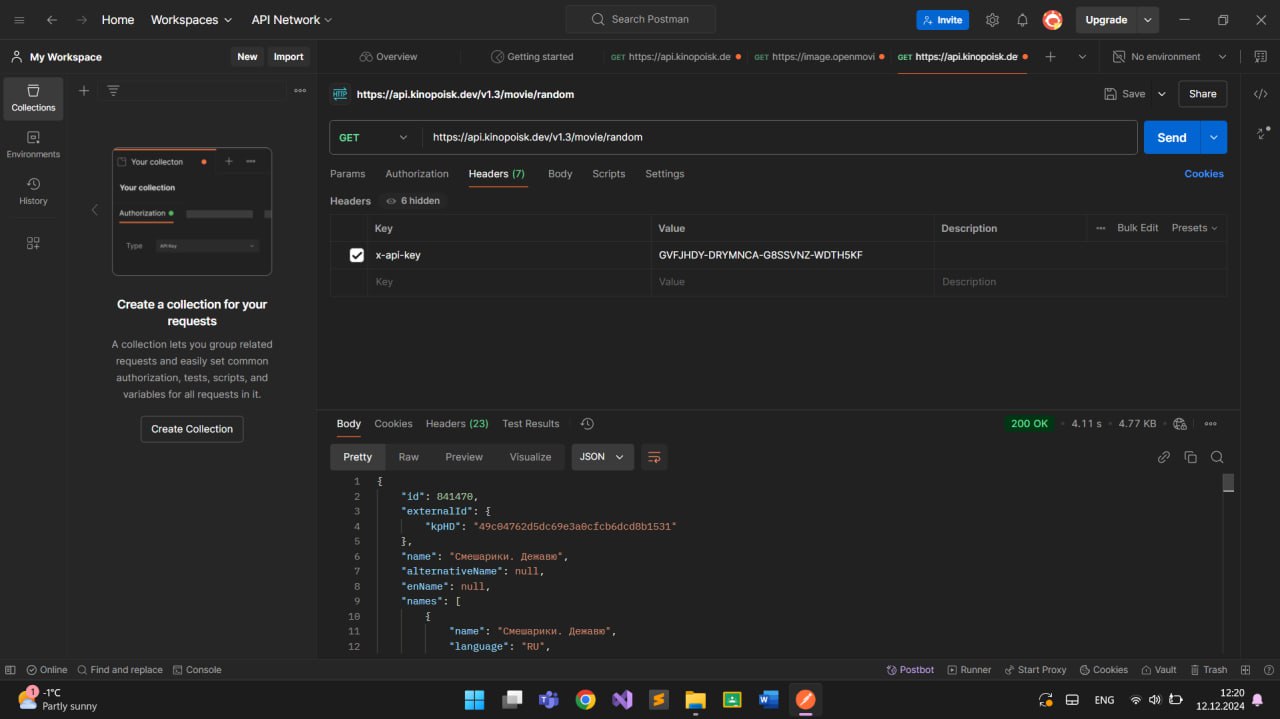 Home Workspaces API Network Search Postman Invite Upgrade
My Workspace New Import Overview Getting started GET https://api.kinopoisk.de GET https://image.openmovi GET https://api.kinopoisk.de No environment
Collections
Environments
History
Your collecton
Your collection
Authorization
Type API-Key
Create a collection for your
requests
A collection lets you group related
requests and easily set common
authorization, tests, scripts, and
variables for all requests in it.
Create Collection
HTTP https://api.kinopoisk.dev/v1.3/movie/random Save Share
GET https://api.kinopoisk.dev/v1.3/movie/random Send
Params Authorization Headers (7) Body Scripts Settings Cookies
Headers 6 hidden
Key Value Description Bulk Edit Presets
x-api-key GVFJHDY-DRYMNCA-G8SSVNZ-WDTH5KF
Key Value Description
Body Cookies Headers (23) Test Results 200 OK 4.11 s 4.77 KB
Pretty Raw Preview Visualize JSON
1 {
2 "id": 841470,
3 "externalId": {
4 "kpHD": "49c04762d5dc69e3a0cfcb6dcd8b1531"
5 },
6 "name": "Смешарики. Дежавю",
7 "alternativeName": null,
8 "enName": null,
9 "names": [
10 {
11 "name": "Смешарики. Дежавю",
12 "language": "RU",
Online Find and replace Console Postbot Runner Start Proxy Cookies Vault Trash
1 -1°C
Partly sunny
ENG
12:20
12.12.2024